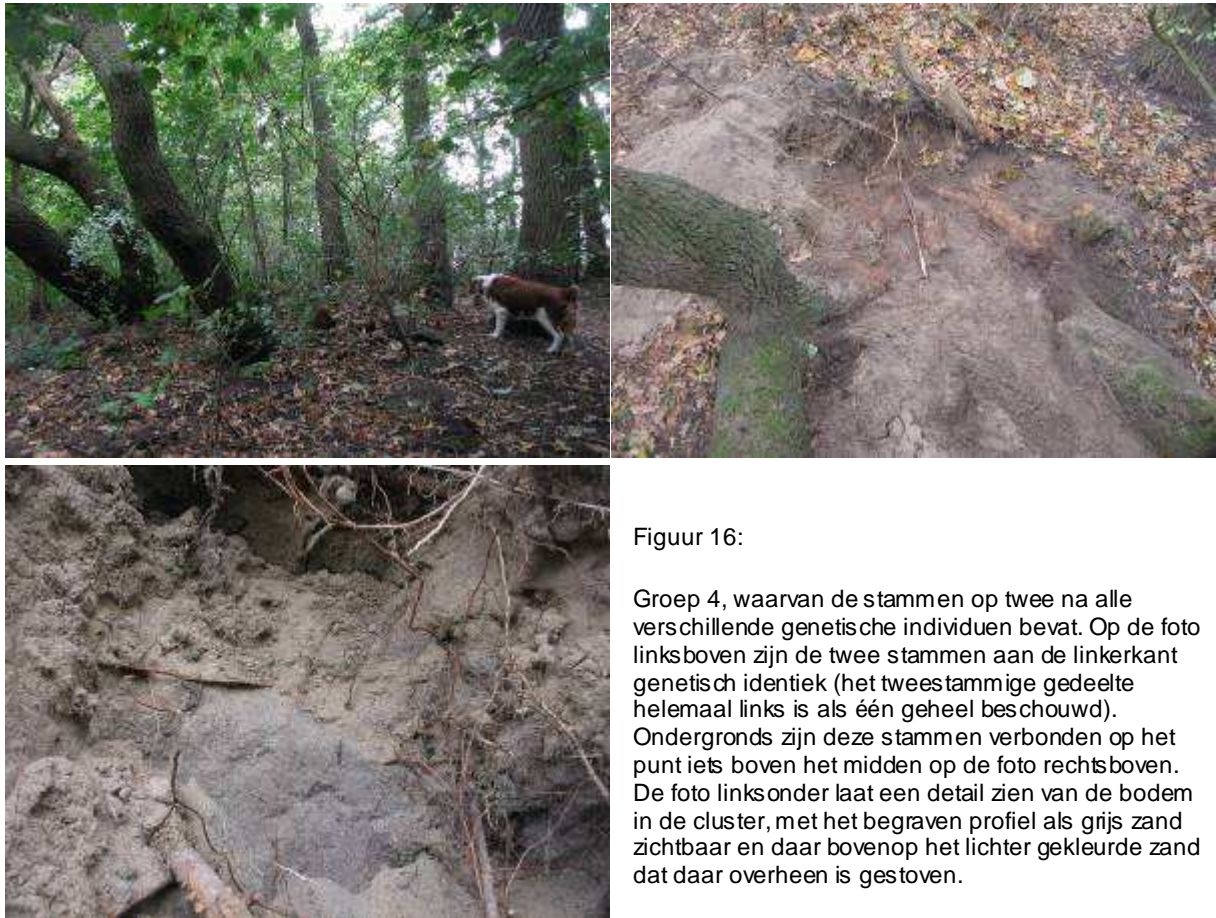 Figuur 16:
Groep 4, waarvan de stammen op twee na alle
verschillende genetische individuen bevat. Op de foto
linksboven zijn de twee stammen aan de linkerkant
genetisch identiek (het tweestammige gedeelte
helemaal links is als één geheel beschouwd).
Ondergronds zijn deze stammen verbonden op het
punt iets boven het midden op de foto rechtsboven.
De foto linksonder laat een detail zien van de bodem
in de cluster, met het begraven profiel als grijs zand
zichtbaar en daar bovenop het lichter gekleurde zand
dat daar overheen is gestoven.